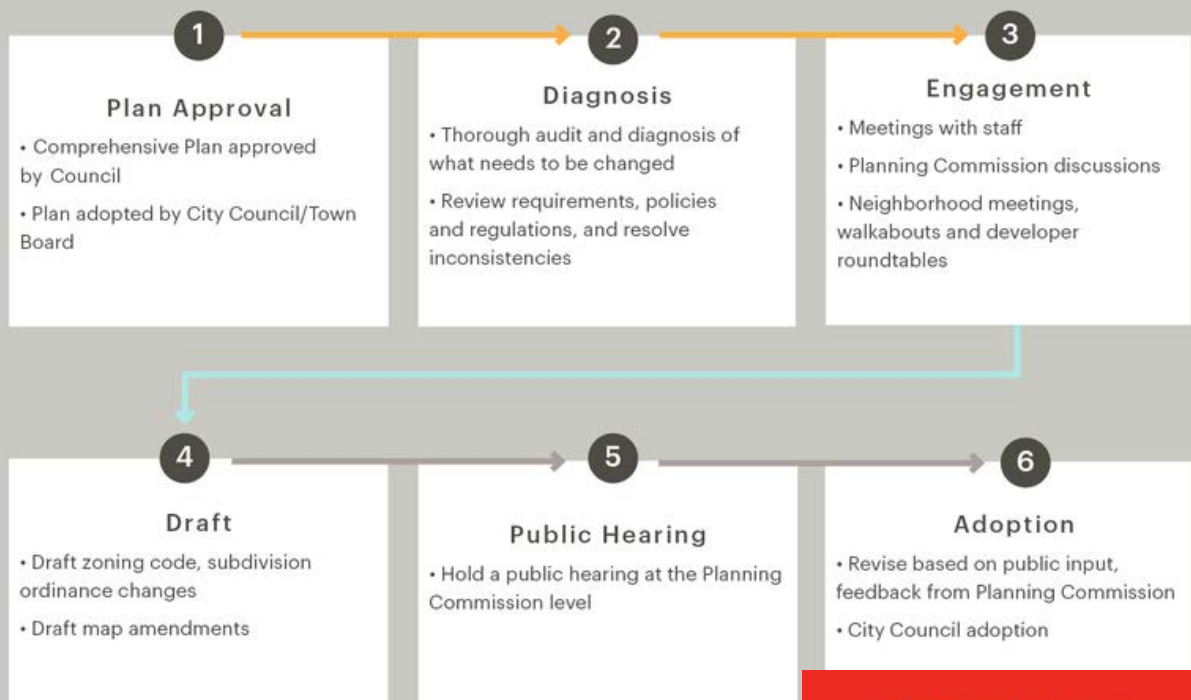 1
Plan Approval
• Comprehensive Plan approved
by Council
• Plan adopted by City Council/Town
Board
2
Diagnosis
• Thorough audit and diagnosis of
what needs to be changed
• Review requirements, policies
and regulations, and resolve
inconsistencies
3
Engagement
• Meetings with staff
• Planning Commission discussions
• Neighborhood meetings,
walkabouts and developer
roundtables
4
Draft
• Draft zoning code, subdivision
ordinance changes
• Draft map amendments
5
Public Hearing
• Hold a public hearing at the Planning
Commission level
6
Adoption
• Revise based on public input,
feedback from Planning Commission
• City Council adoption